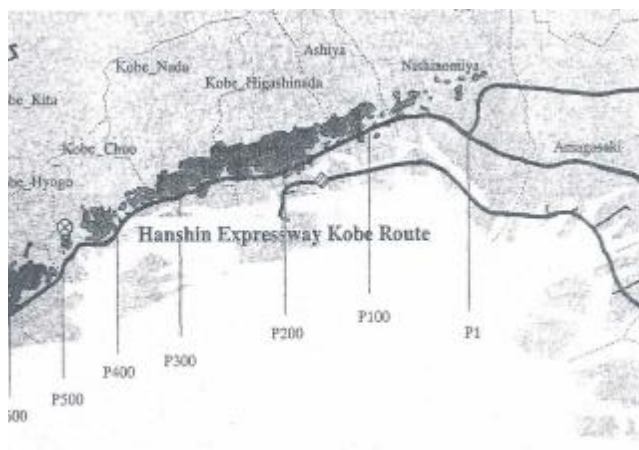 Ashiya
Nishinomiya
Kobe_Nada
Kobe_Higashinada
Kobe_Chuo
Amagasaki
Hanshin Expressway Kobe Route
P1
P100
P200
P300
P400
P500